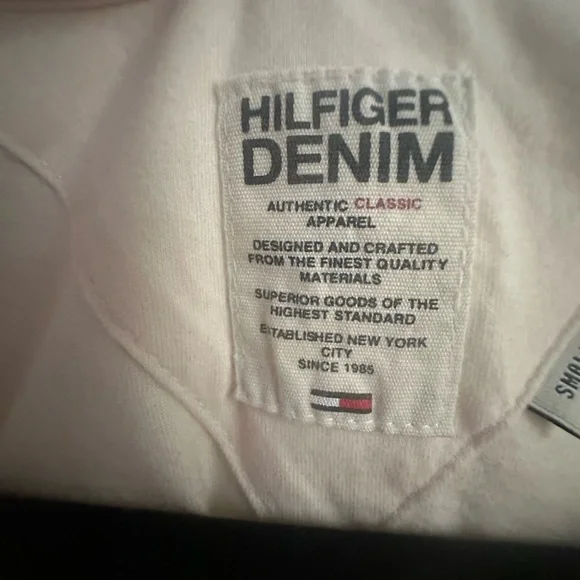 HILFIGER
DENIM
AUTHENTIC CLASSIC
APPAREL
DESIGNED AND CRAFTED
FROM THE FINEST QUALITY
MATERIALS
SUPERIOR GOODS OF THE
HIGHEST STANDARD
ESTABLISHED NEW YORK
CITY
SINCE 1985